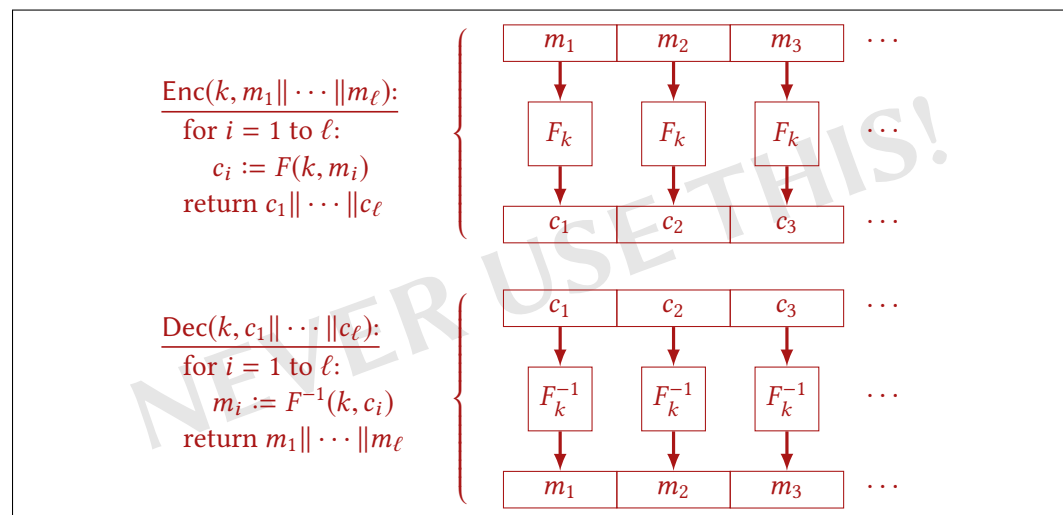 Enc(k, m₁‖ ⋯ ‖mℓ):
for i = 1 to ℓ:
cᵢ := F(k, mᵢ)
return c₁‖ ⋯ ‖cℓ
m₁ m₂ m₃ ⋯
Fₖ Fₖ Fₖ ⋯
c₁ c₂ c₃ ⋯
Dec(k, c₁‖ ⋯ ‖cℓ):
for i = 1 to ℓ:
mᵢ := F⁻¹(k, cᵢ)
return m₁‖ ⋯ ‖mℓ
c₁ c₂ c₃ ⋯
Fₖ⁻¹ Fₖ⁻¹ Fₖ⁻¹ ⋯
m₁ m₂ m₃ ⋯
NEVER USE THIS!